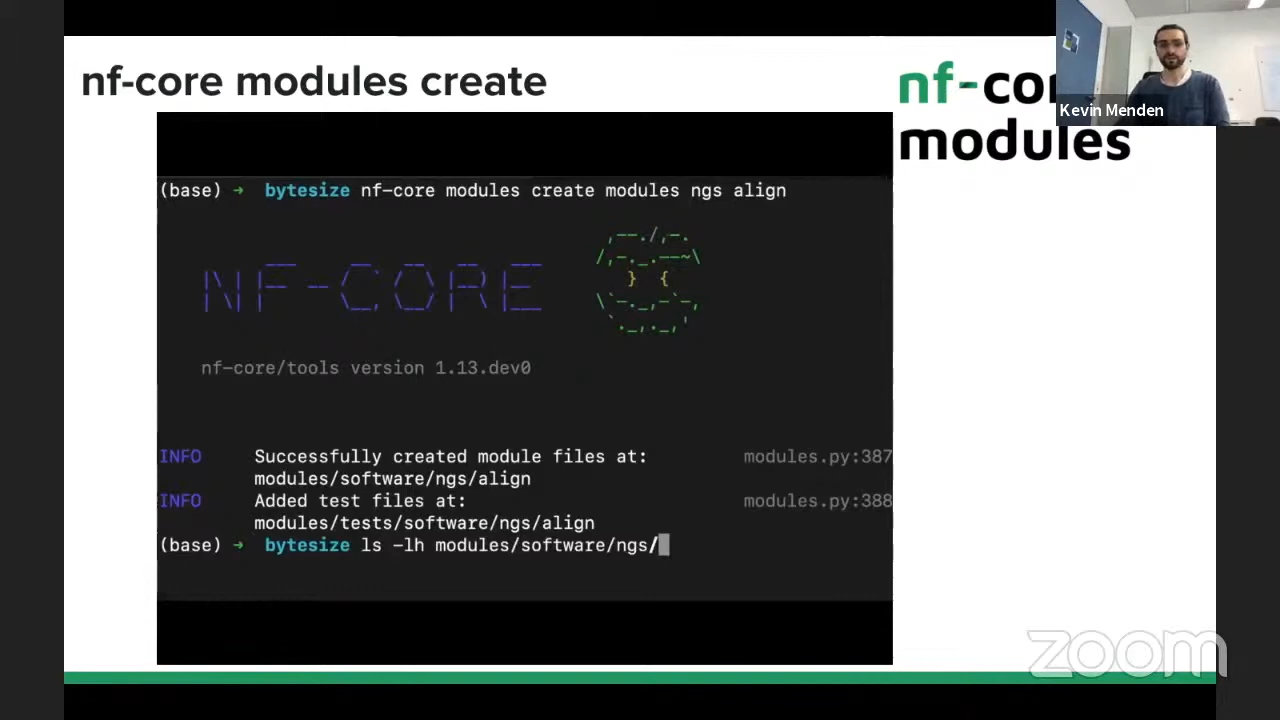 nf-core modules create
nf-co
modules
Kevin Menden
(base) → bytesize nf-core modules create modules ngs align
nf-core/tools version 1.13.dev0
INFO Successfully created module files at: modules.py:387
modules/software/ngs/align
INFO Added test files at: modules.py:388
modules/tests/software/ngs/align
(base) → bytesize ls -lh modules/software/ngs/
zoom